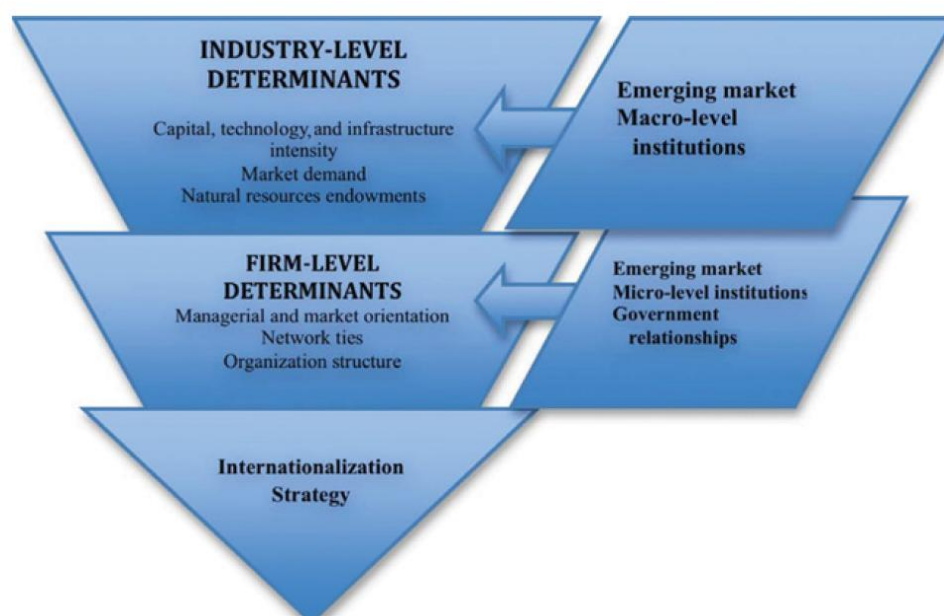 INDUSTRY-LEVEL
DETERMINANTS
Capital, technology, and infrastructure
intensity
Market demand
Natural resources endowments
Emerging market
Macro-level
institutions
FIRM-LEVEL
DETERMINANTS
Managerial and market orientation
Network ties
Organization structure
Emerging market
Micro-level institutions
Government
relationships
Internationalization
Strategy